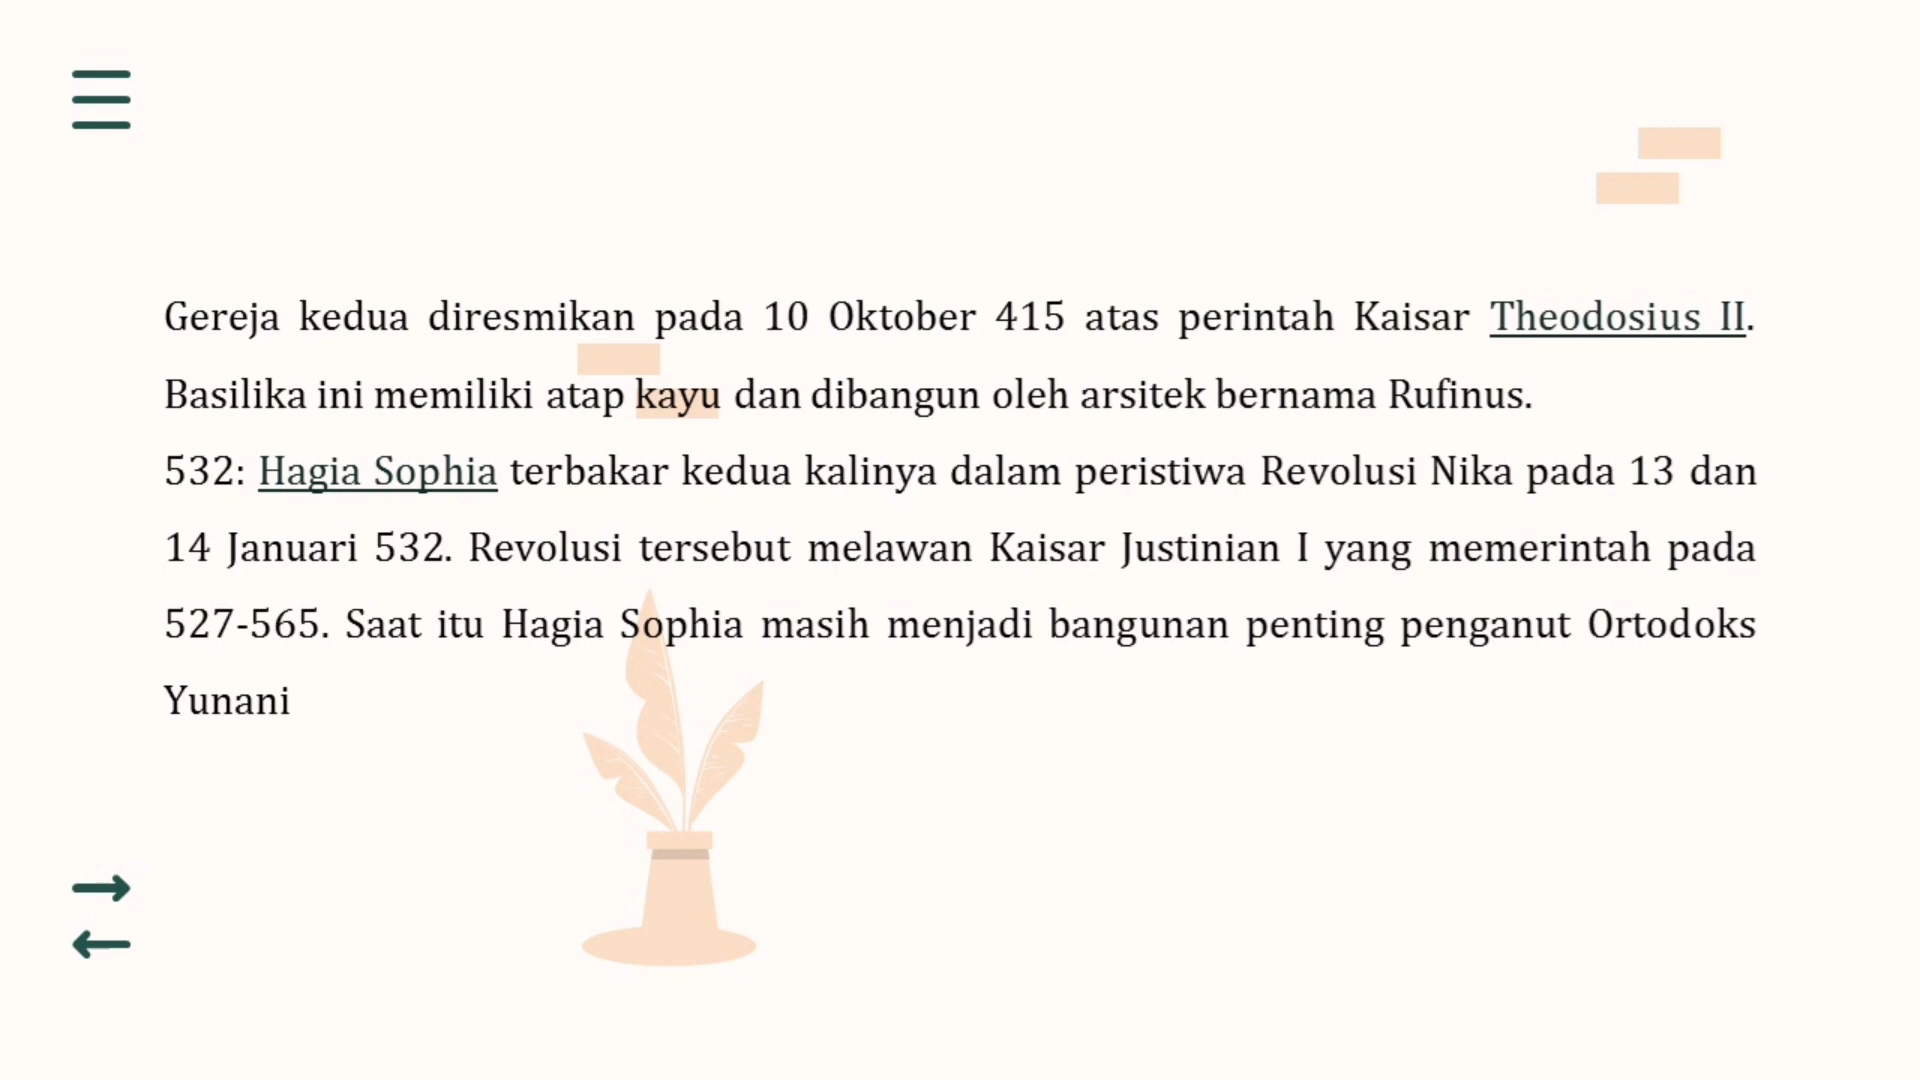 Gereja kedua diresmikan pada 10 Oktober 415 atas perintah Kaisar Theodosius II.
Basilika ini memiliki atap kayu dan dibangun oleh arsitek bernama Rufinus.
532: Hagia Sophia terbakar kedua kalinya dalam peristiwa Revolusi Nika pada 13 dan
14 Januari 532. Revolusi tersebut melawan Kaisar Justinian I yang memerintah pada
527-565. Saat itu Hagia Sophia masih menjadi bangunan penting penganut Ortodoks
Yunani